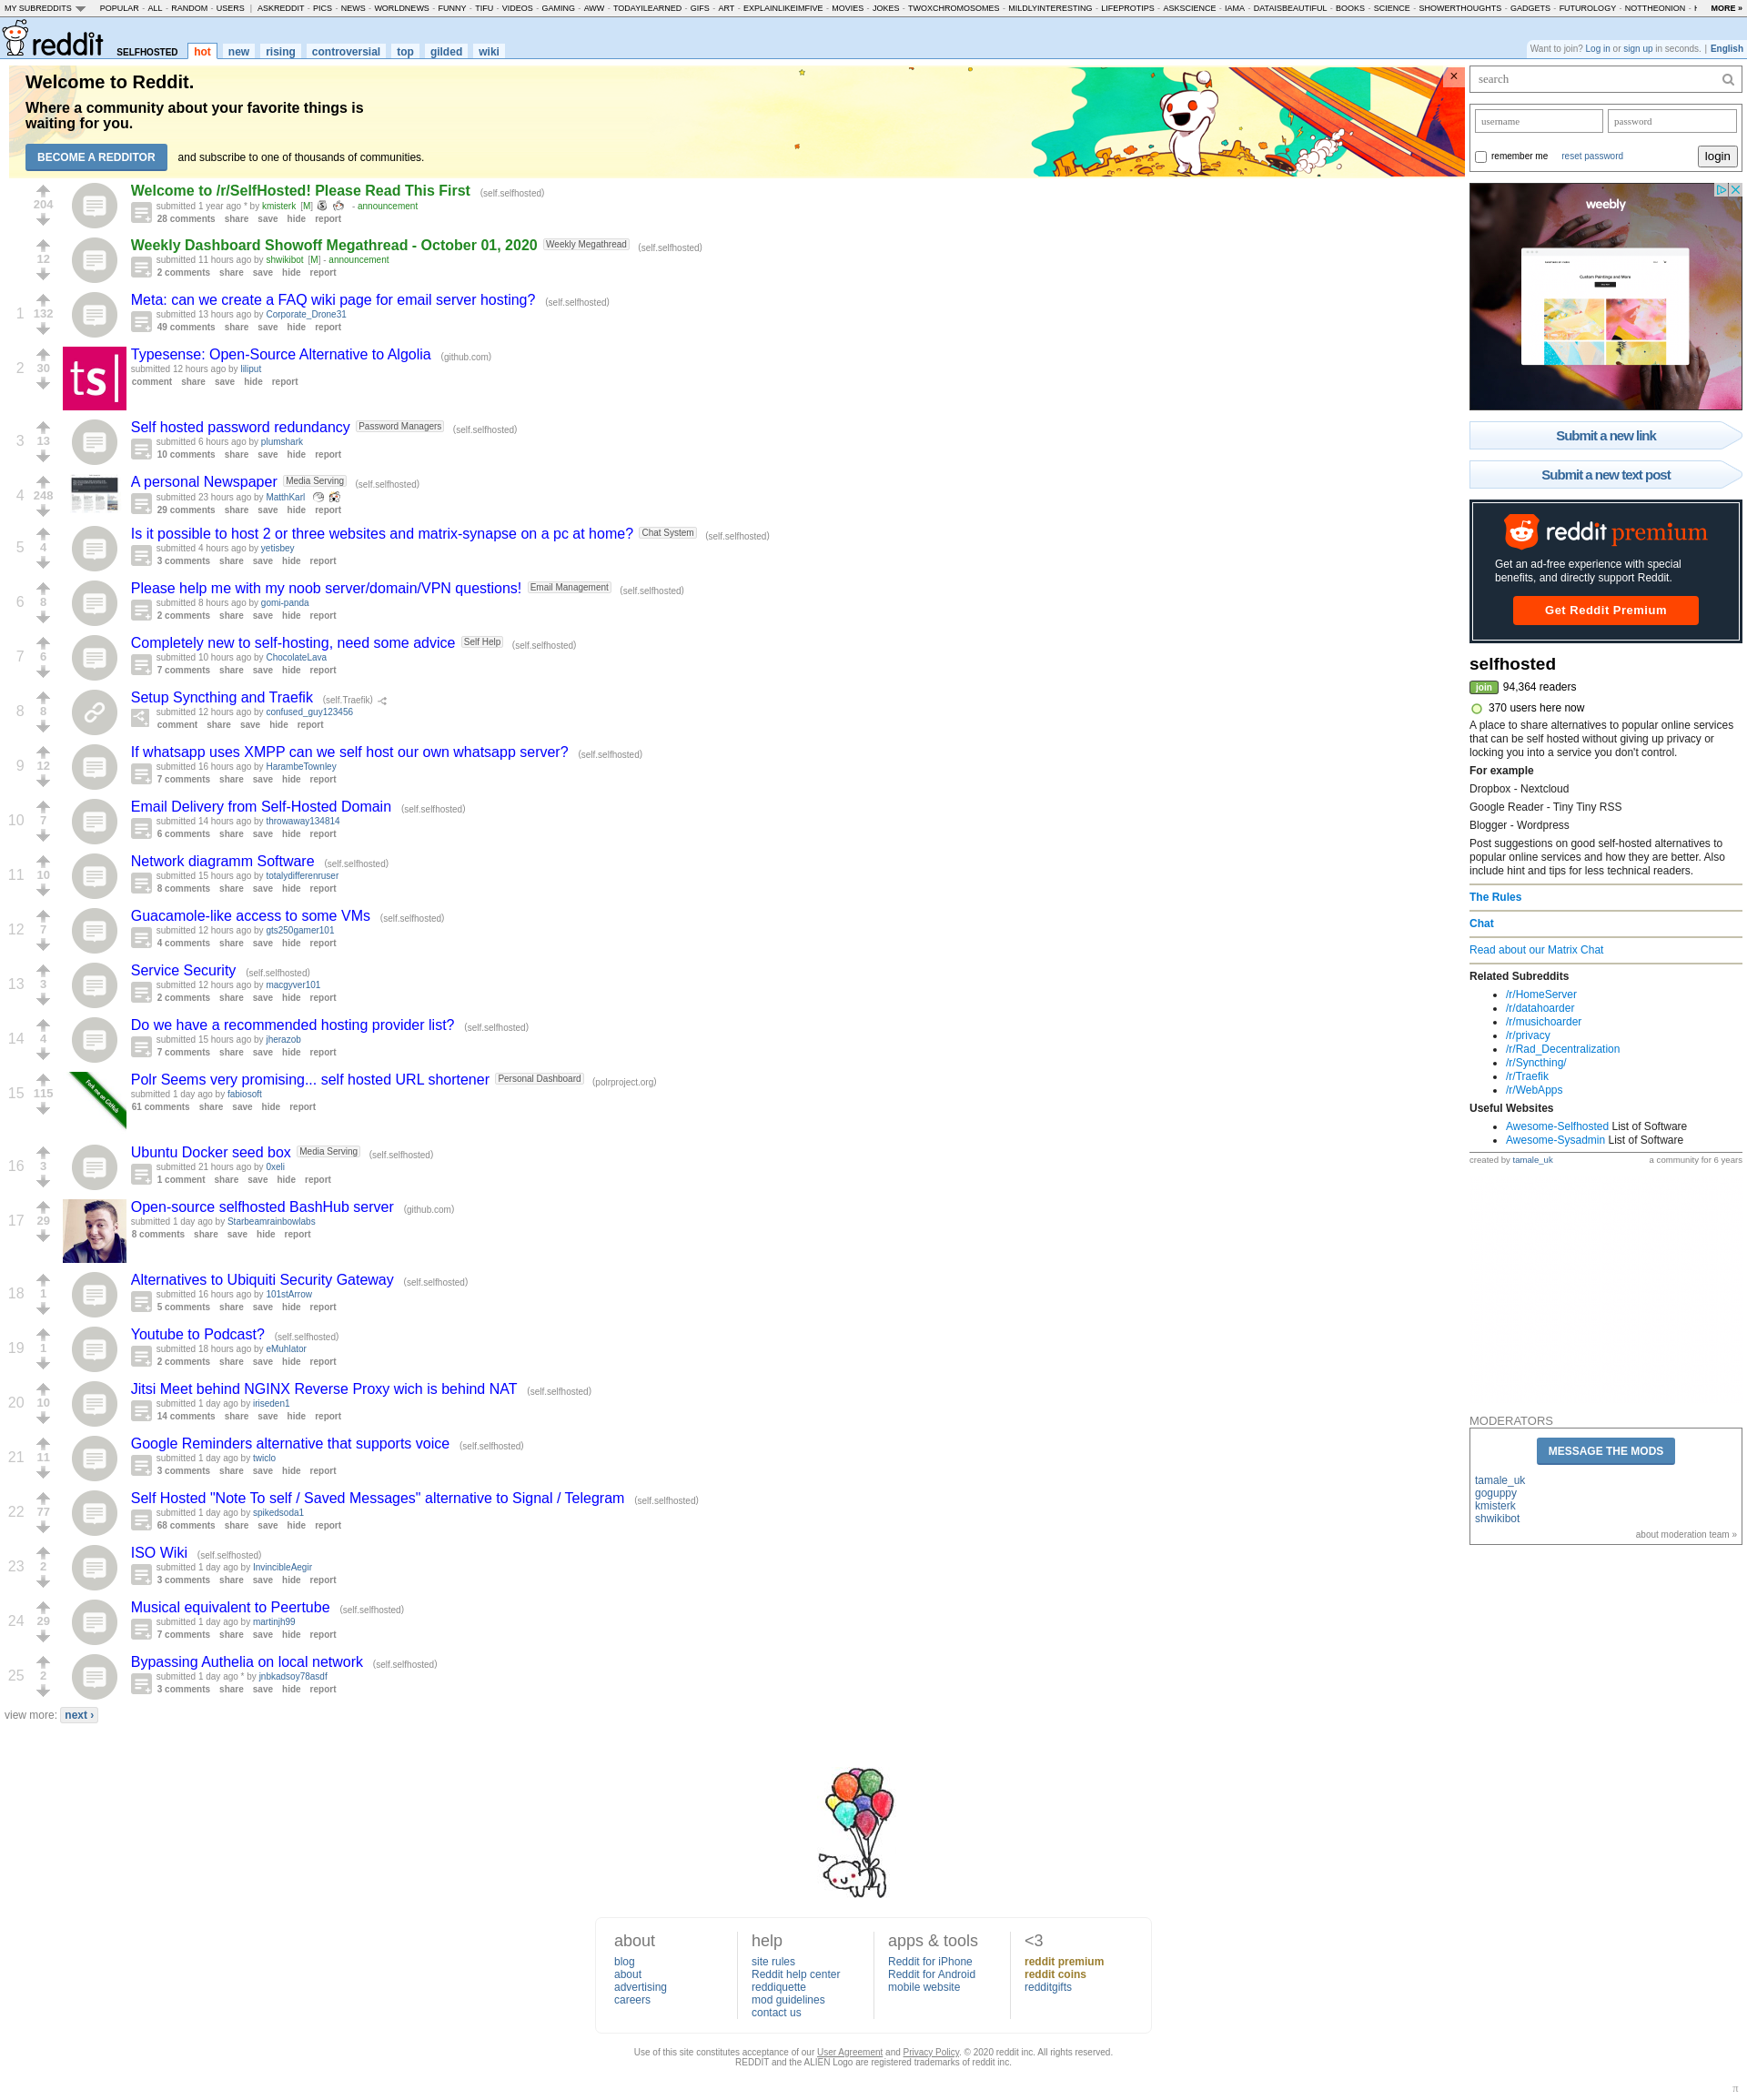 MY SUBREDDITS POPULAR - ALL - RANDOM - USERS | ASKREDDIT - PICS - NEWS - WORLDNEWS - FUNNY - TIFU - VIDEOS - GAMING - AWW - TODAYILEARNED - GIFS - ART - EXPLAINLIKEIMFIVE - MOVIES - JOKES - TWOXCHROMOSOMES - MILDLYINTERESTING - LIFEPROTIPS - ASKSCIENCE - IAMA - DATAISBEAUTIFUL - BOOKS - SCIENCE - SHOWERTHOUGHTS - GADGETS - FUTUROLOGY - NOTTHEONION - MORE »
reddit SELFHOSTED hot new rising controversial top gilded wiki
Want to join? Log in or sign up in seconds. | English
Welcome to Reddit.
Where a community about your favorite things is
waiting for you.
BECOME A REDDITOR and subscribe to one of thousands of communities.
×
204
Welcome to /r/SelfHosted! Please Read This First (self.selfhosted)
submitted 1 year ago * by kmisterk [M] - announcement
28 comments share save hide report
12
Weekly Dashboard Showoff Megathread - October 01, 2020 Weekly Megathread (self.selfhosted)
submitted 11 hours ago by shwikibot [M] - announcement
2 comments share save hide report
1 132
Meta: can we create a FAQ wiki page for email server hosting? (self.selfhosted)
submitted 13 hours ago by Corporate_Drone31
49 comments share save hide report
2 30
ts|
Typesense: Open-Source Alternative to Algolia (github.com)
submitted 12 hours ago by liliput
comment share save hide report
3 13
Self hosted password redundancy Password Managers (self.selfhosted)
submitted 6 hours ago by plumshark
10 comments share save hide report
4 248
A personal Newspaper Media Serving (self.selfhosted)
submitted 23 hours ago by MatthKarl
29 comments share save hide report
5 4
Is it possible to host 2 or three websites and matrix-synapse on a pc at home? Chat System (self.selfhosted)
submitted 4 hours ago by yetisbey
3 comments share save hide report
6 8
Please help me with my noob server/domain/VPN questions! Email Management (self.selfhosted)
submitted 8 hours ago by gomi-panda
2 comments share save hide report
7 6
Completely new to self-hosting, need some advice Self Help (self.selfhosted)
submitted 10 hours ago by ChocolateLava
7 comments share save hide report
8 8
Setup Syncthing and Traefik (self.Traefik)
submitted 12 hours ago by confused_guy123456
comment share save hide report
9 12
If whatsapp uses XMPP can we self host our own whatsapp server? (self.selfhosted)
submitted 16 hours ago by HarambeTownley
7 comments share save hide report
10 7
Email Delivery from Self-Hosted Domain (self.selfhosted)
submitted 14 hours ago by throwaway134814
6 comments share save hide report
11 10
Network diagramm Software (self.selfhosted)
submitted 15 hours ago by totalydifferenruser
8 comments share save hide report
12 7
Guacamole-like access to some VMs (self.selfhosted)
submitted 12 hours ago by gts250gamer101
4 comments share save hide report
13 3
Service Security (self.selfhosted)
submitted 12 hours ago by macgyver101
2 comments share save hide report
14 4
Do we have a recommended hosting provider list? (self.selfhosted)
submitted 15 hours ago by jherazob
7 comments share save hide report
15 115
Fork me on GitHub
Polr Seems very promising... self hosted URL shortener Personal Dashboard (polrproject.org)
submitted 1 day ago by fabiosoft
61 comments share save hide report
16 3
Ubuntu Docker seed box Media Serving (self.selfhosted)
submitted 21 hours ago by 0xeli
1 comment share save hide report
17 29
Open-source selfhosted BashHub server (github.com)
submitted 1 day ago by Starbeamrainbowlabs
8 comments share save hide report
18 1
Alternatives to Ubiquiti Security Gateway (self.selfhosted)
submitted 16 hours ago by 101stArrow
5 comments share save hide report
19 1
Youtube to Podcast? (self.selfhosted)
submitted 18 hours ago by eMuhlator
2 comments share save hide report
20 10
Jitsi Meet behind NGINX Reverse Proxy wich is behind NAT (self.selfhosted)
submitted 1 day ago by iriseden1
14 comments share save hide report
21 11
Google Reminders alternative that supports voice (self.selfhosted)
submitted 1 day ago by twiclo
3 comments share save hide report
22 77
Self Hosted "Note To self / Saved Messages" alternative to Signal / Telegram (self.selfhosted)
submitted 1 day ago by spikedsoda1
68 comments share save hide report
23 2
ISO Wiki (self.selfhosted)
submitted 1 day ago by InvincibleAegir
3 comments share save hide report
24 29
Musical equivalent to Peertube (self.selfhosted)
submitted 1 day ago by martinjh99
7 comments share save hide report
25 2
Bypassing Authelia on local network (self.selfhosted)
submitted 1 day ago * by jnbkadsoy78asdf
3 comments share save hide report
view more: next ›
search
username password
remember me reset password login
weebly
Custom Paintings and More
Submit a new link
Submit a new text post
reddit premium
Get an ad-free experience with special
benefits, and directly support Reddit.
Get Reddit Premium
selfhosted
join 94,364 readers
370 users here now
A place to share alternatives to popular online services
that can be self hosted without giving up privacy or
locking you into a service you don't control.
For example
Dropbox - Nextcloud
Google Reader - Tiny Tiny RSS
Blogger - Wordpress
Post suggestions on good self-hosted alternatives to
popular online services and how they are better. Also
include hint and tips for less technical readers.
The Rules
Chat
Read about our Matrix Chat
Related Subreddits
/r/HomeServer
/r/datahoarder
/r/musichoarder
/r/privacy
/r/Rad_Decentralization
/r/Syncthing/
/r/Traefik
/r/WebApps
Useful Websites
Awesome-Selfhosted List of Software
Awesome-Sysadmin List of Software
created by tamale_uk a community for 6 years
MODERATORS
MESSAGE THE MODS
tamale_uk
goguppy
kmisterk
shwikibot
about moderation team »
about
blog
about
advertising
careers
help
site rules
Reddit help center
reddiquette
mod guidelines
contact us
apps & tools
Reddit for iPhone
Reddit for Android
mobile website
<3
reddit premium
reddit coins
redditgifts
Use of this site constitutes acceptance of our User Agreement and Privacy Policy. © 2020 reddit inc. All rights reserved.
REDDIT and the ALIEN Logo are registered trademarks of reddit inc.
π